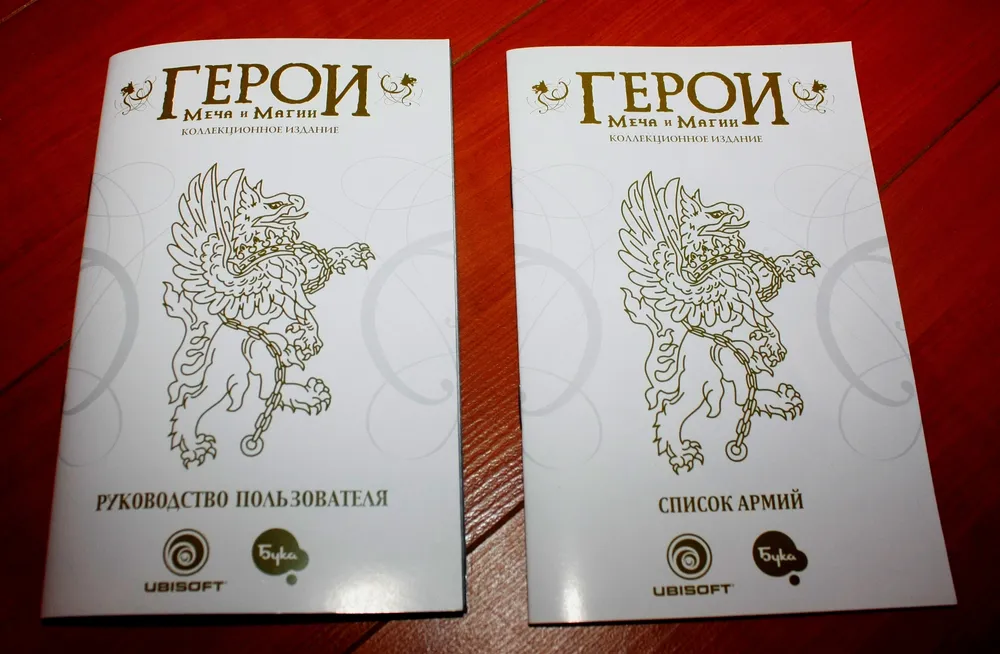 ГЕРОИ
МЕЧА И МАГИИ
КОЛЛЕКЦИОННОЕ ИЗДАНИЕ
РУКОВОДСТВО ПОЛЬЗОВАТЕЛЯ
UBISOFT
Бука
ГЕРОИ
МЕЧА И МАГИИ
КОЛЛЕКЦИОННОЕ ИЗДАНИЕ
СПИСОК АРМИЙ
UBISOFT
Бука